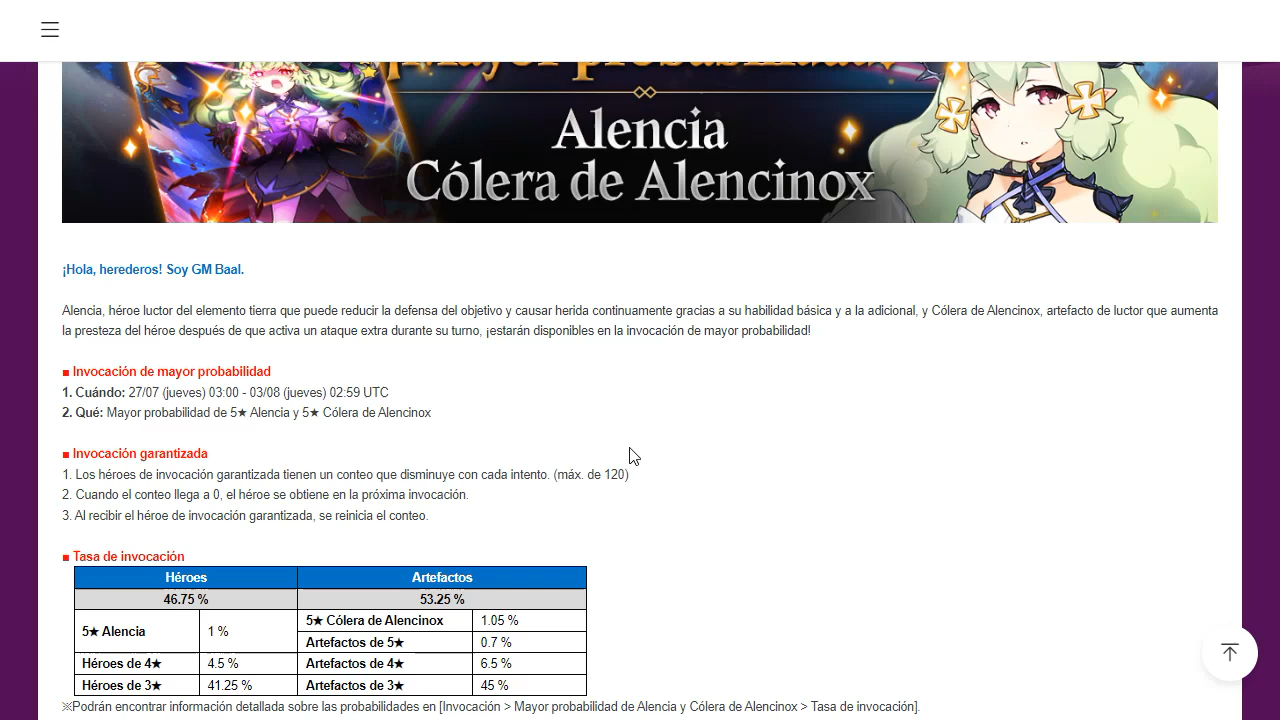 ¡Mayor probabilidad!
Alencia
Cólera de Alencinox
¡Hola, herederos! Soy GM Baal.
Alencia, héroe luctor del elemento tierra que puede reducir la defensa del objetivo y causar herida continuamente gracias a su habilidad básica y a la adicional, y Cólera de Alencinox, artefacto de luctor que aumenta
la presteza del héroe después de que activa un ataque extra durante su turno, ¡estarán disponibles en la invocación de mayor probabilidad!
■ Invocación de mayor probabilidad
1. Cuándo: 27/07 (jueves) 03:00 - 03/08 (jueves) 02:59 UTC
2. Qué: Mayor probabilidad de 5★ Alencia y 5★ Cólera de Alencinox
■ Invocación garantizada
1. Los héroes de invocación garantizada tienen un conteo que disminuye con cada intento. (máx. de 120)
2. Cuando el conteo llega a 0, el héroe se obtiene en la próxima invocación.
3. Al recibir el héroe de invocación garantizada, se reinicia el conteo.
■ Tasa de invocación
Héroes Artefactos
46.75 % 53.25 %
5★ Alencia 1 % 5★ Cólera de Alencinox 1.05 %
Artefactos de 5★ 0.7 %
Héroes de 4★ 4.5 % Artefactos de 4★ 6.5 %
Héroes de 3★ 41.25 % Artefactos de 3★ 45 %
※Podrán encontrar información detallada sobre las probabilidades en [Invocación > Mayor probabilidad de Alencia y Cólera de Alencinox > Tasa de invocación].